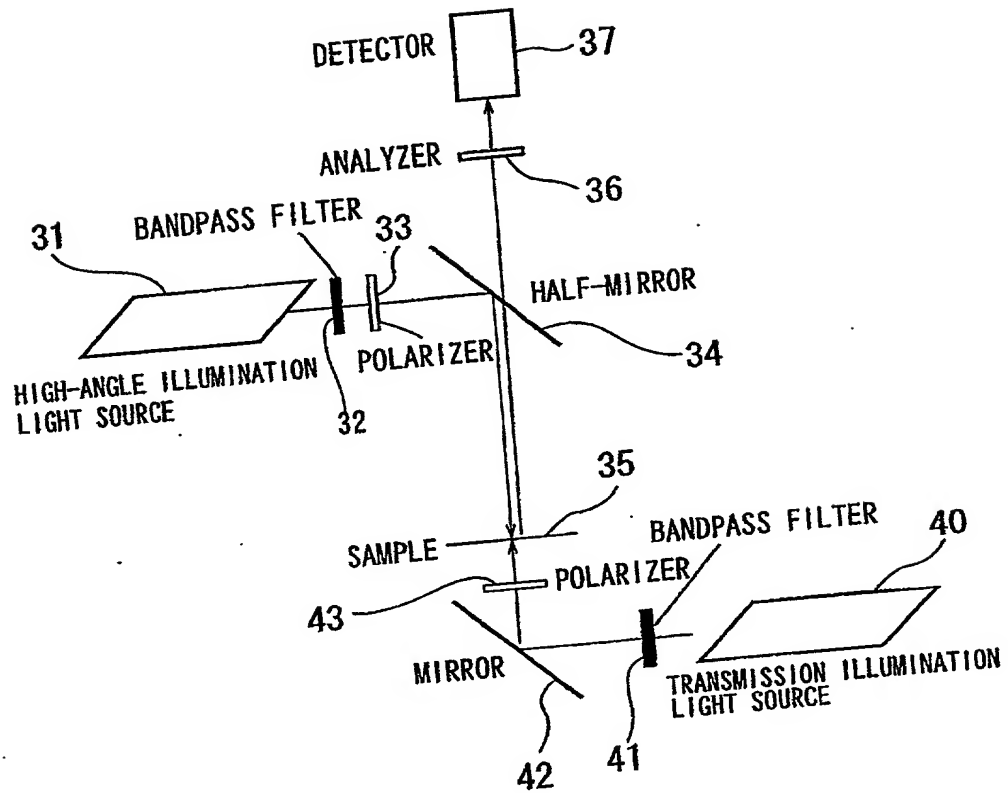 DETECTOR
37
ANALYZER
36
BANDPASS FILTER
31
33
HALF-MIRROR
POLARIZER
34
HIGH-ANGLE ILLUMINATION
LIGHT SOURCE
32
35
BANDPASS FILTER
40
SAMPLE
POLARIZER
43
MIRROR
TRANSMISSION ILLUMINATION
LIGHT SOURCE
41
42